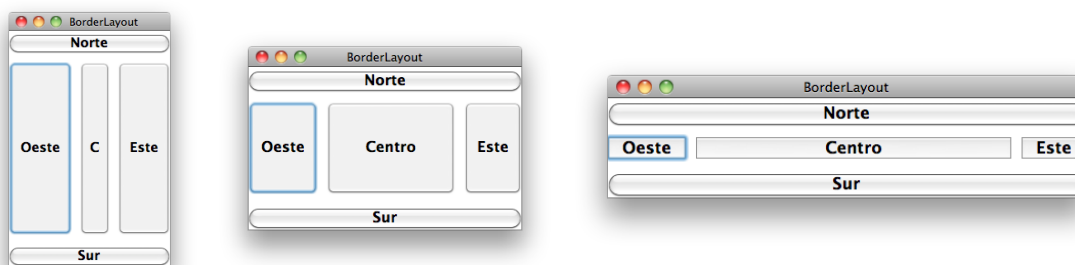 BorderLayout
Norte
Oeste C Este
Sur
BorderLayout
Norte
Oeste Centro Este
Sur
BorderLayout
Norte
Oeste Centro Este
Sur